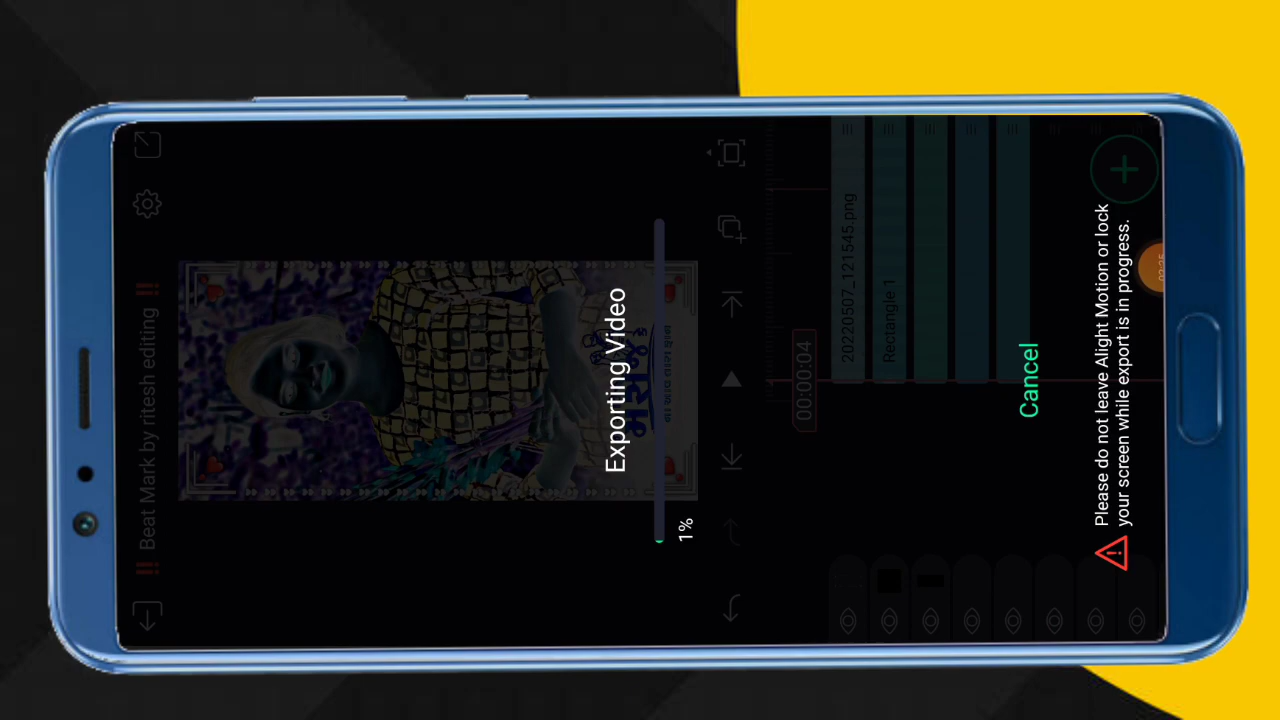 !! Beat Mark by ritesh editing !!
Exporting Video
1%
00:00:04
20220507_121545.png
Rectangle 1
Cancel
Please do not leave Alight Motion or lock
your screen while export is in progress.